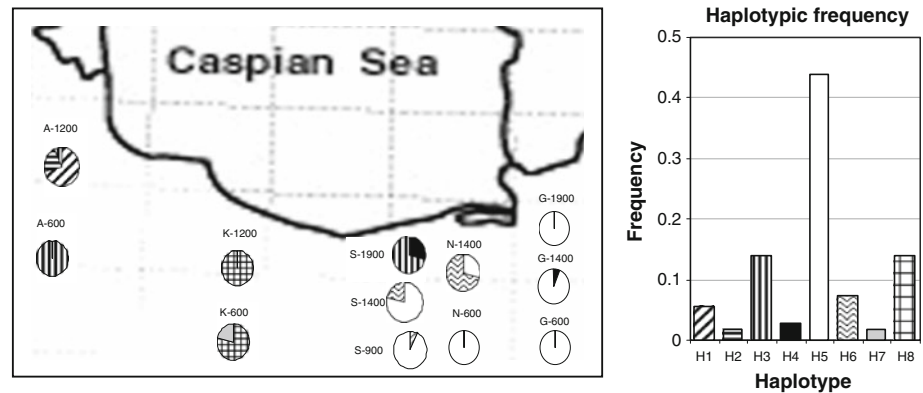 Caspian Sea
A-1200
A-600
K-1200
K-600
S-1900
S-1400
S-900
N-1400
N-600
G-1900
G-1400
G-600
Haplotypic frequency
0.5
0.4
0.3
0.2
0.1
0
Frequency
H1 H2 H3 H4 H5 H6 H7 H8
Haplotype